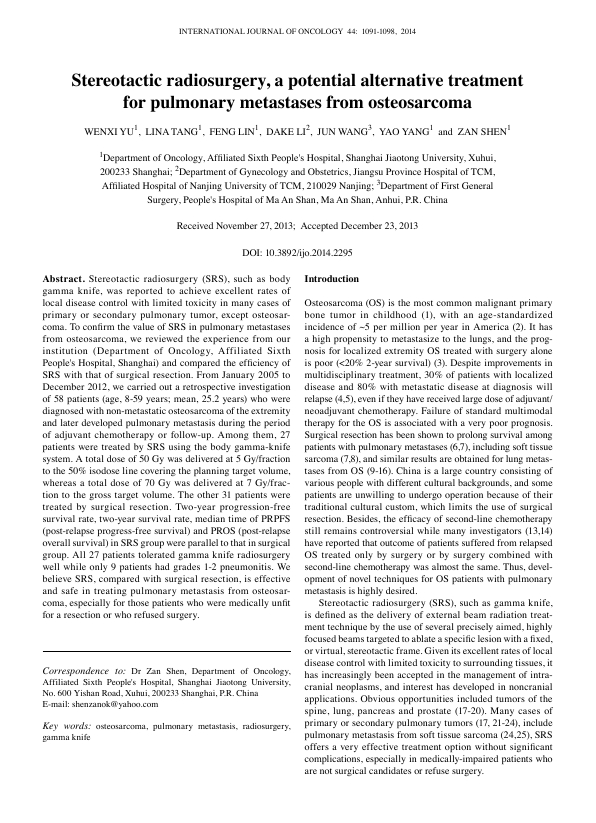 INTERNATIONAL JOURNAL OF ONCOLOGY 44: 1091-1098, 2014
Stereotactic radiosurgery, a potential alternative treatment
for pulmonary metastases from osteosarcoma
WENXI YU1, LINA TANG1, FENG LIN1, DAKE LI2, JUN WANG3, YAO YANG1 and ZAN SHEN1
1Department of Oncology, Affiliated Sixth People's Hospital, Shanghai Jiaotong University, Xuhui,
200233 Shanghai; 2Department of Gynecology and Obstetrics, Jiangsu Province Hospital of TCM,
Affiliated Hospital of Nanjing University of TCM, 210029 Nanjing; 3Department of First General
Surgery, People's Hospital of Ma An Shan, Ma An Shan, Anhui, P.R. China
Received November 27, 2013; Accepted December 23, 2013
DOI: 10.3892/ijo.2014.2295
Abstract. Stereotactic radiosurgery (SRS), such as body
gamma knife, was reported to achieve excellent rates of
local disease control with limited toxicity in many cases of
primary or secondary pulmonary tumor, except osteosar-
coma. To confirm the value of SRS in pulmonary metastases
from osteosarcoma, we reviewed the experience from our
institution (Department of Oncology, Affiliated Sixth
People's Hospital, Shanghai) and compared the efficiency of
SRS with that of surgical resection. From January 2005 to
December 2012, we carried out a retrospective investigation
of 58 patients (age, 8-59 years; mean, 25.2 years) who were
diagnosed with non-metastatic osteosarcoma of the extremity
and later developed pulmonary metastasis during the period
of adjuvant chemotherapy or follow-up. Among them, 27
patients were treated by SRS using the body gamma-knife
system. A total dose of 50 Gy was delivered at 5 Gy/fraction
to the 50% isodose line covering the planning target volume,
whereas a total dose of 70 Gy was delivered at 7 Gy/frac-
tion to the gross target volume. The other 31 patients were
treated by surgical resection. Two-year progression-free
survival rate, two-year survival rate, median time of PRPFS
(post-relapse progress-free survival) and PROS (post-relapse
overall survival) in SRS group were parallel to that in surgical
group. All 27 patients tolerated gamma knife radiosurgery
well while only 9 patients had grades 1-2 pneumonitis. We
believe SRS, compared with surgical resection, is effective
and safe in treating pulmonary metastasis from osteosar-
coma, especially for those patients who were medically unfit
for a resection or who refused surgery.
Correspondence to: Dr Zan Shen, Department of Oncology,
Affiliated Sixth People's Hospital, Shanghai Jiaotong University,
No. 600 Yishan Road, Xuhui, 200233 Shanghai, P.R. China
E-mail: shenzanok@yahoo.com
Key words: osteosarcoma, pulmonary metastasis, radiosurgery,
gamma knife
Introduction
Osteosarcoma (OS) is the most common malignant primary
bone tumor in childhood (1), with an age-standardized
incidence of ~5 per million per year in America (2). It has
a high propensity to metastasize to the lungs, and the prog-
nosis for localized extremity OS treated with surgery alone
is poor (<20% 2-year survival) (3). Despite improvements in
multidisciplinary treatment, 30% of patients with localized
disease and 80% with metastatic disease at diagnosis will
relapse (4,5), even if they have received large dose of adjuvant/
neoadjuvant chemotherapy. Failure of standard multimodal
therapy for the OS is associated with a very poor prognosis.
Surgical resection has been shown to prolong survival among
patients with pulmonary metastases (6,7), including soft tissue
sarcoma (7,8), and similar results are obtained for lung metas-
tases from OS (9-16). China is a large country consisting of
various people with different cultural backgrounds, and some
patients are unwilling to undergo operation because of their
traditional cultural custom, which limits the use of surgical
resection. Besides, the efficacy of second-line chemotherapy
still remains controversial while many investigators (13,14)
have reported that outcome of patients suffered from relapsed
OS treated only by surgery or by surgery combined with
second-line chemotherapy was almost the same. Thus, devel-
opment of novel techniques for OS patients with pulmonary
metastasis is highly desired.
Stereotactic radiosurgery (SRS), such as gamma knife,
is defined as the delivery of external beam radiation treat-
ment technique by the use of several precisely aimed, highly
focused beams targeted to ablate a specific lesion with a fixed,
or virtual, stereotactic frame. Given its excellent rates of local
disease control with limited toxicity to surrounding tissues, it
has increasingly been accepted in the management of intra-
cranial neoplasms, and interest has developed in noncranial
applications. Obvious opportunities included tumors of the
spine, lung, pancreas and prostate (17-20). Many cases of
primary or secondary pulmonary tumors (17, 21-24), include
pulmonary metastasis from soft tissue sarcoma (24,25), SRS
offers a very effective treatment option without significant
complications, especially in medically-impaired patients who
are not surgical candidates or refuse surgery.